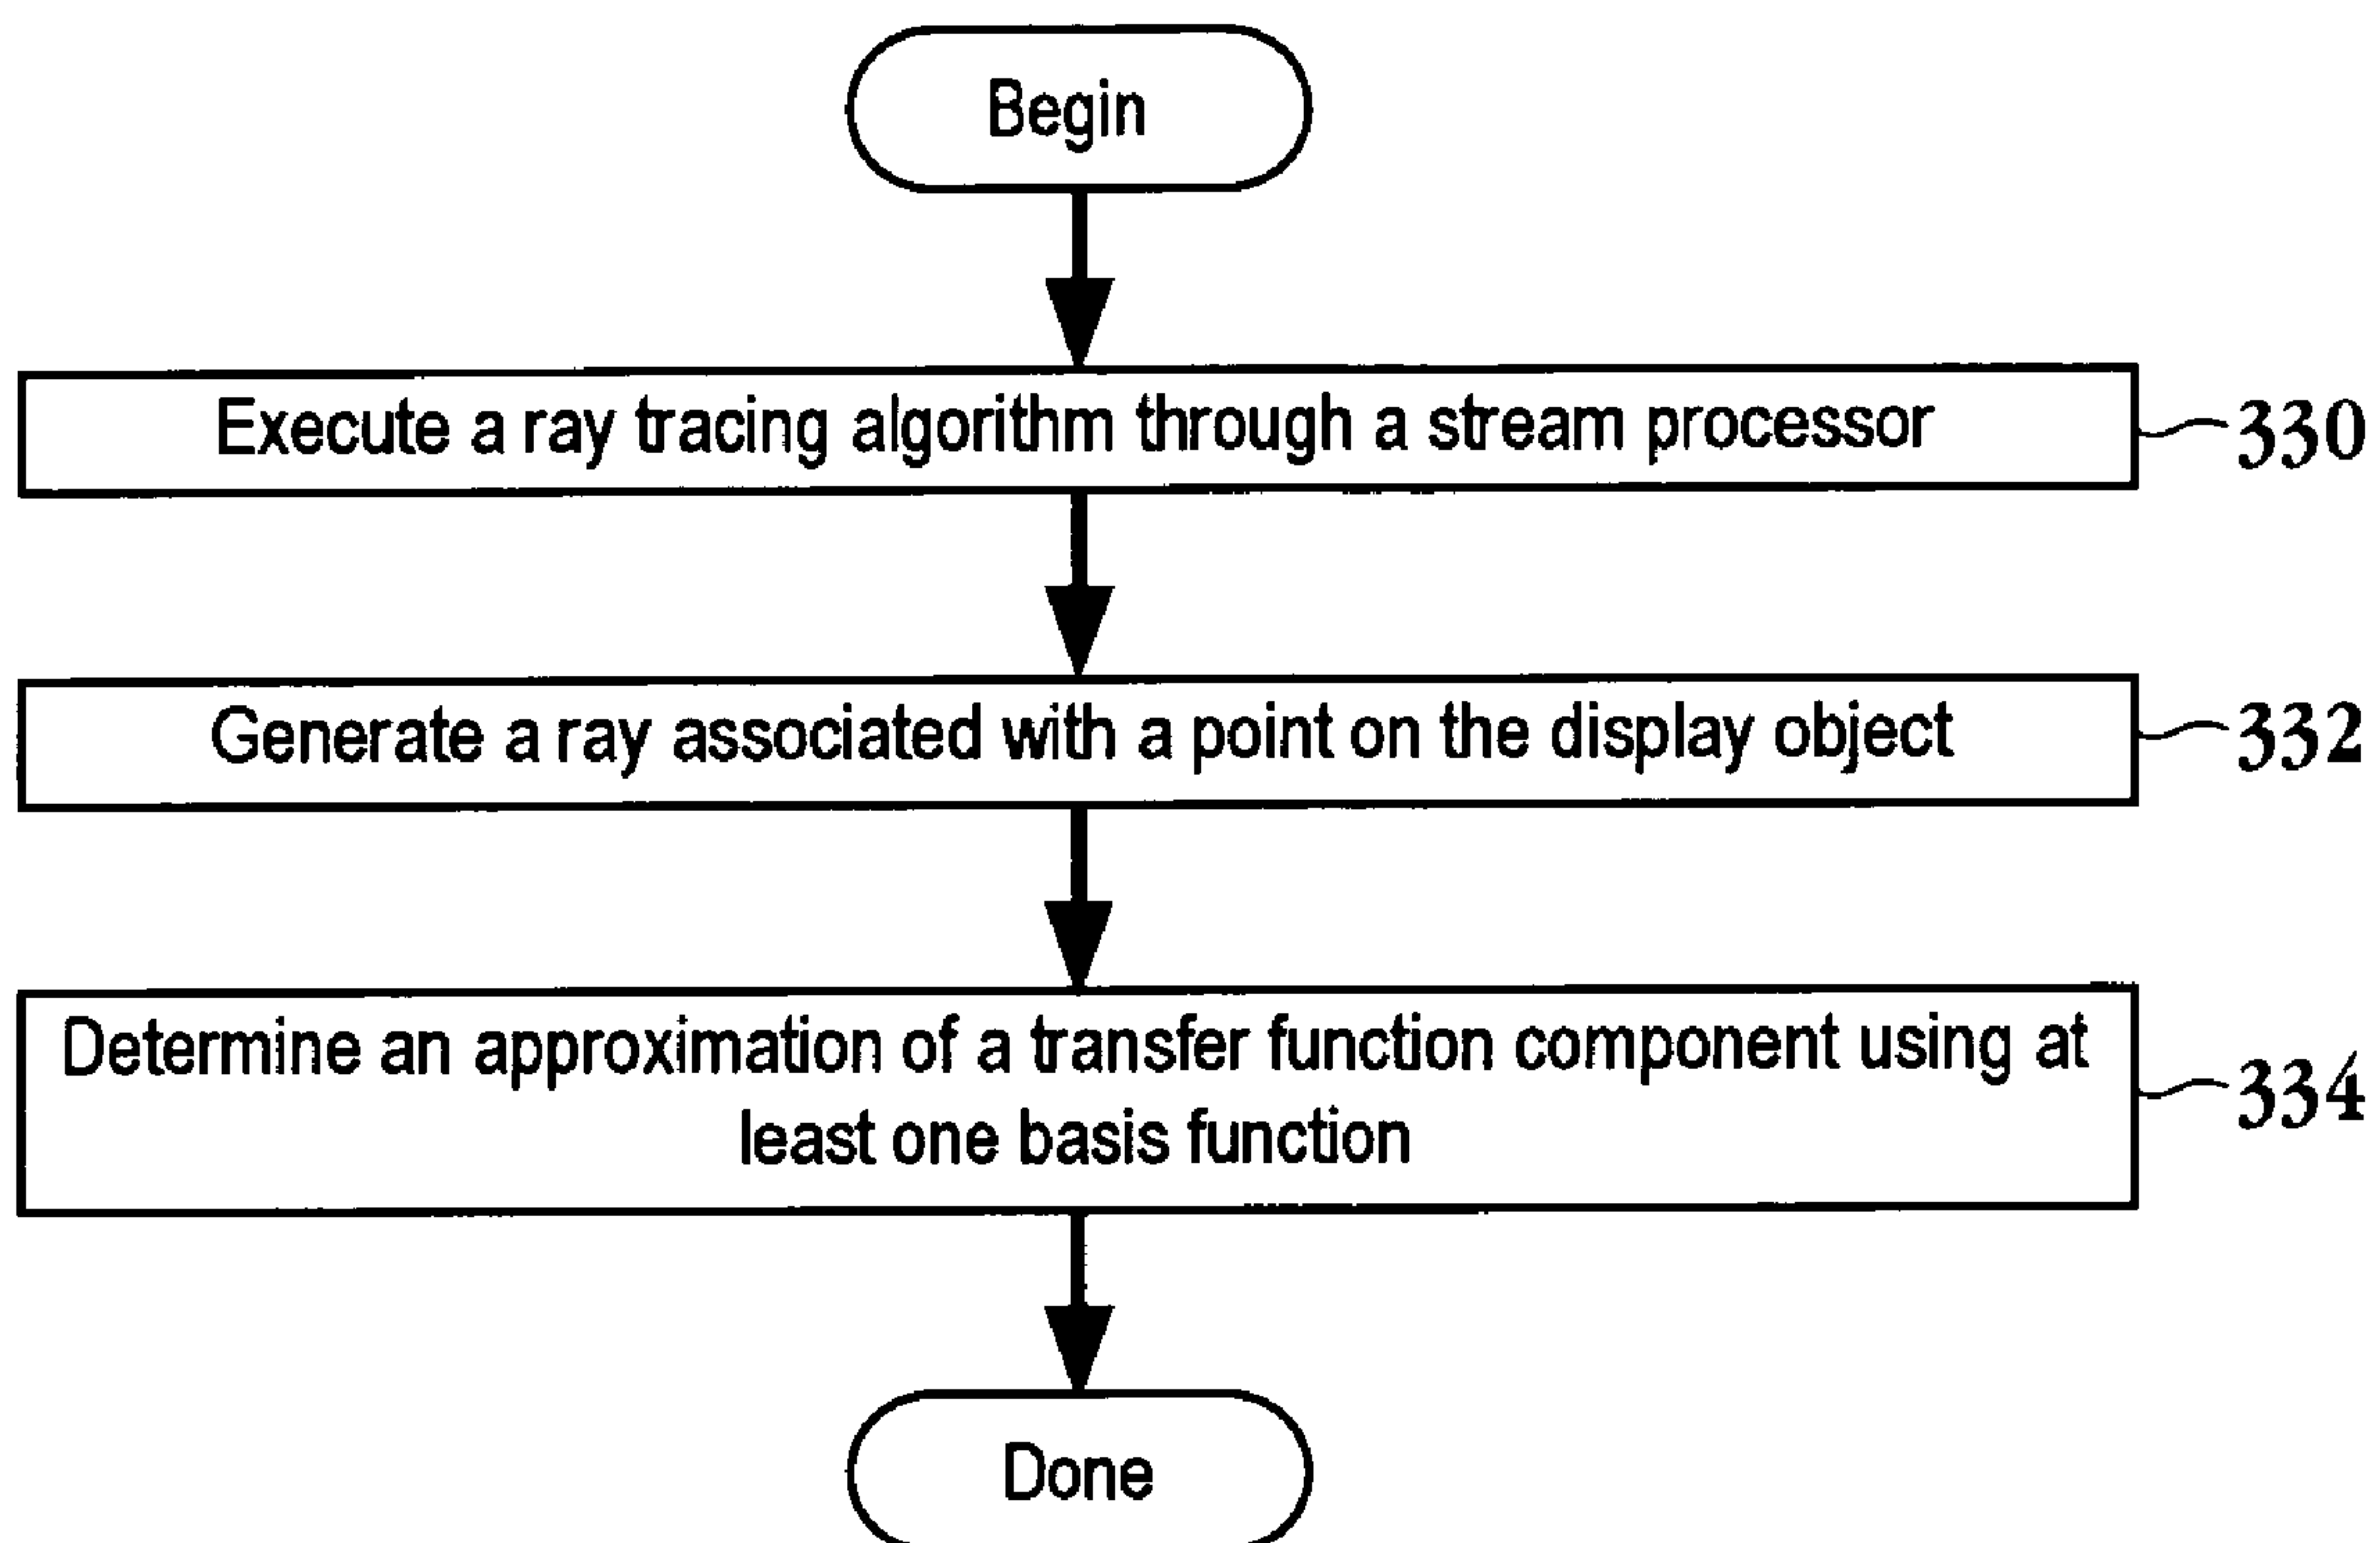 Begin
Execute a ray tracing algorithm through a stream processor
330
Generate a ray associated with a point on the display object
332
Determine an approximation of a transfer function component using at
least one basis function
334
Done